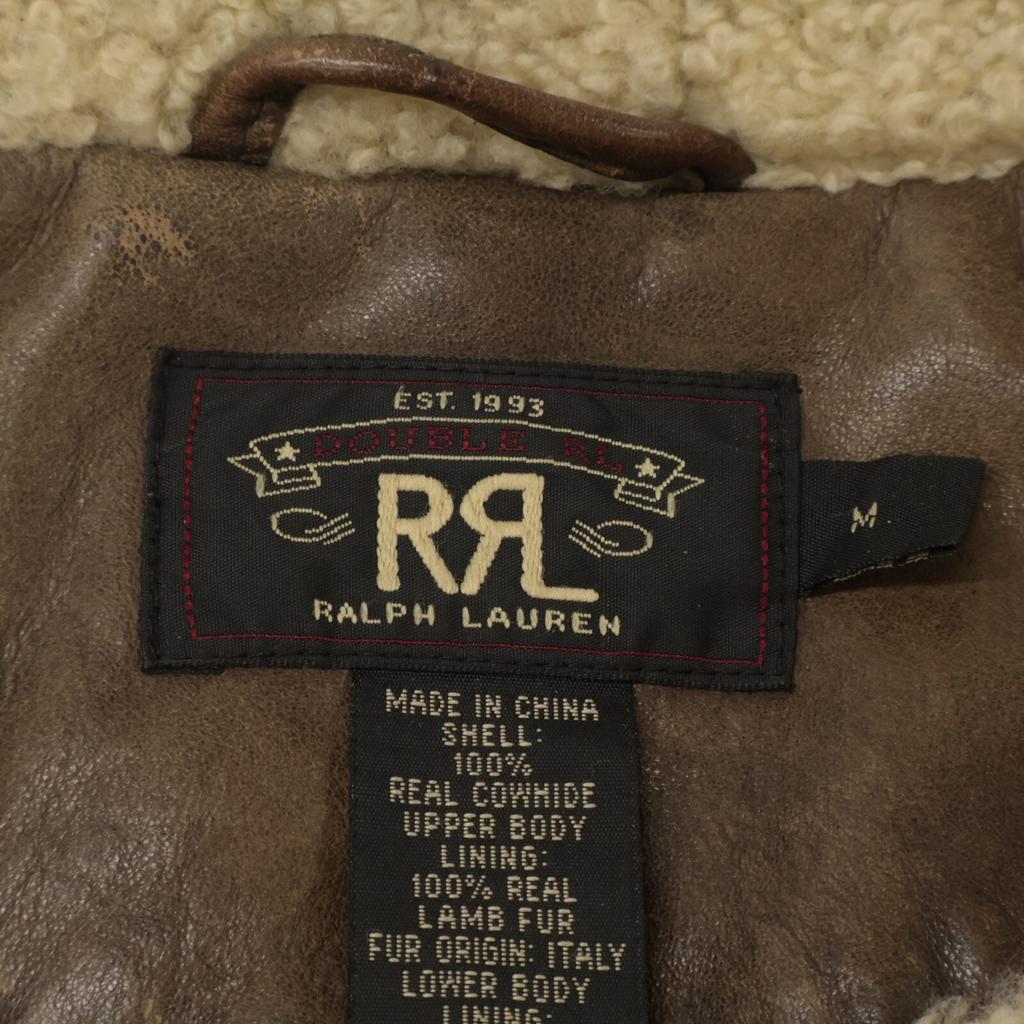 EST. 1993
DOUBLE RL
RRL
RALPH LAUREN
M
MADE IN CHINA
SHELL:
100%
REAL COWHIDE
UPPER BODY
LINING:
100% REAL
LAMB FUR
FUR ORIGIN: ITALY
LOWER BODY
LINING: